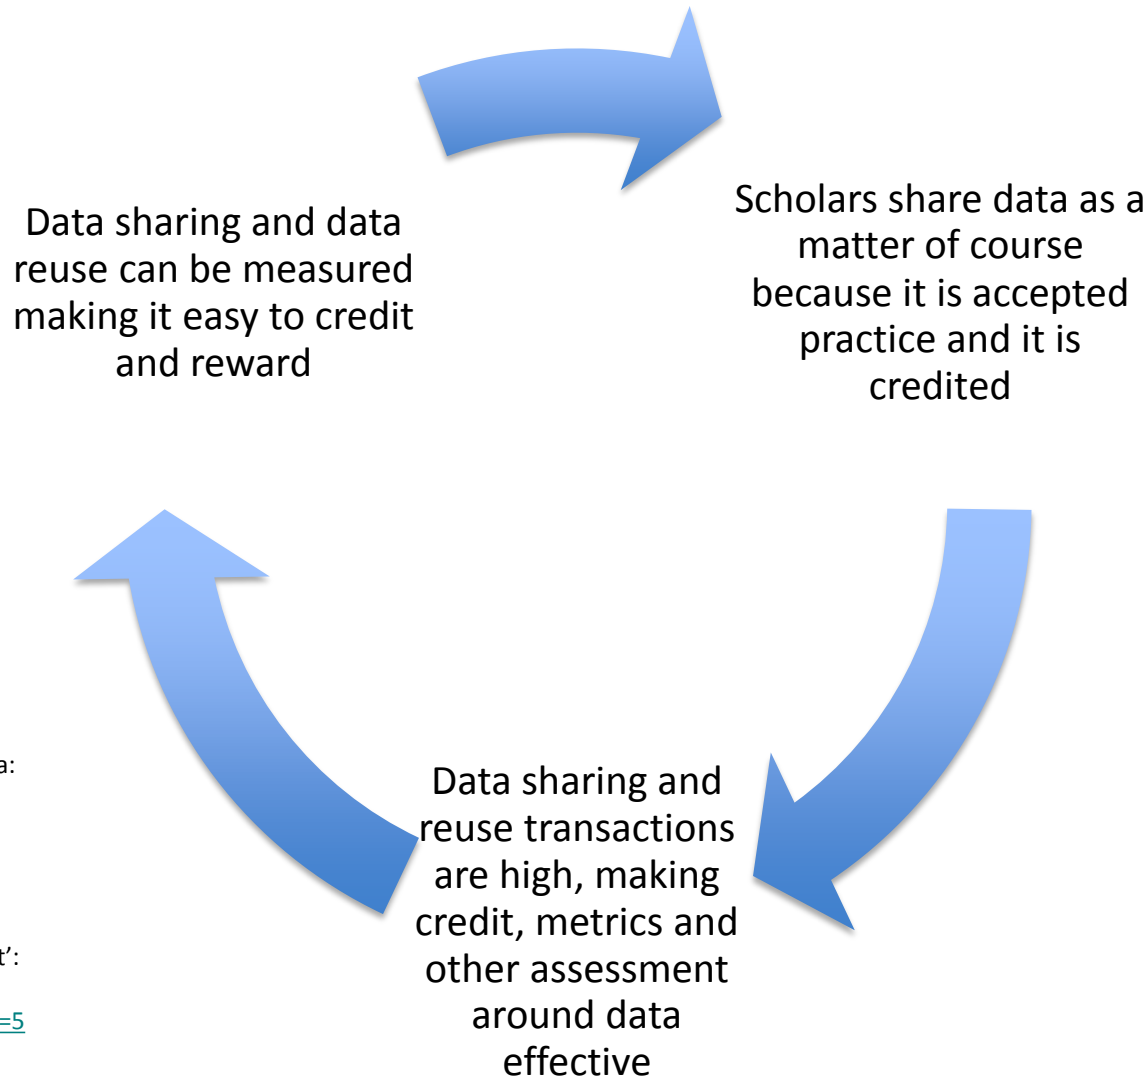 Data sharing and data
reuse can be measured
making it easy to credit
and reward
Scholars share data as a
matter of course
because it is accepted
practice and it is
credited
Data sharing and
reuse transactions
are high, making
credit, metrics and
other assessment
around data
effective
a:
t’:
=5